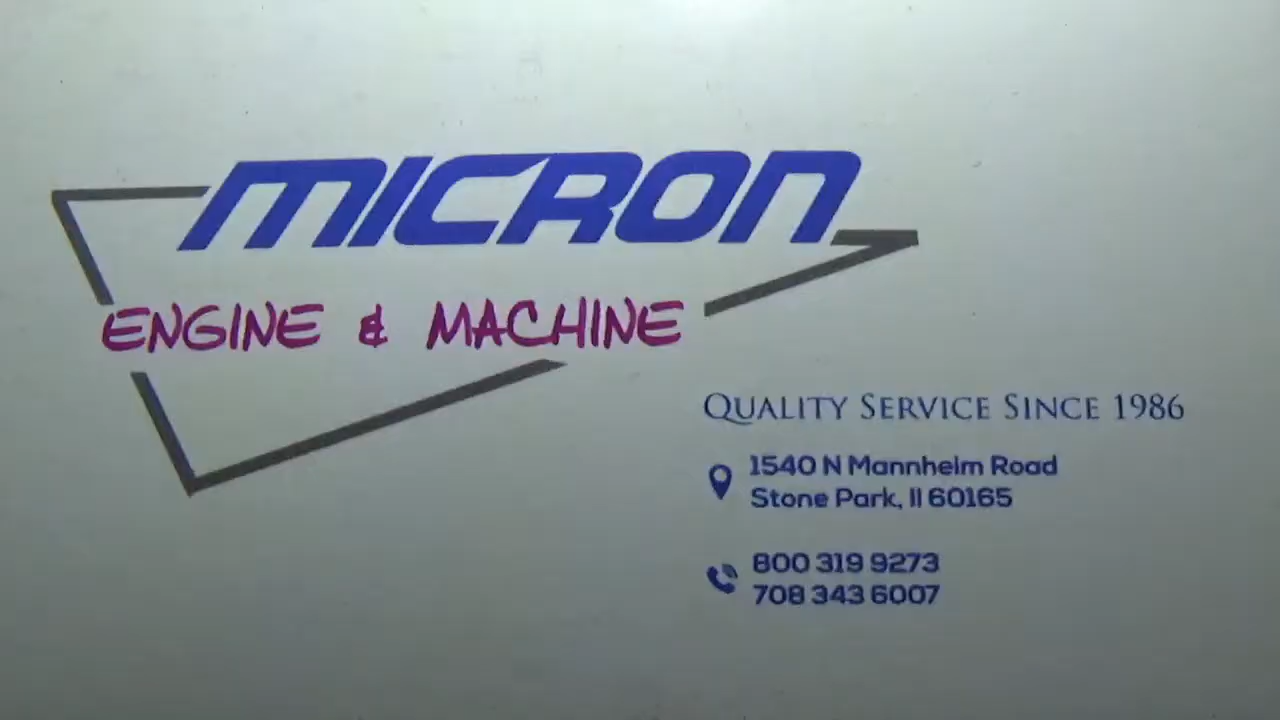 MICRON
ENGINE & MACHINE
QUALITY SERVICE SINCE 1986
1540 N Mannheim Road
Stone Park, Il 60165
800 319 9273
708 343 6007